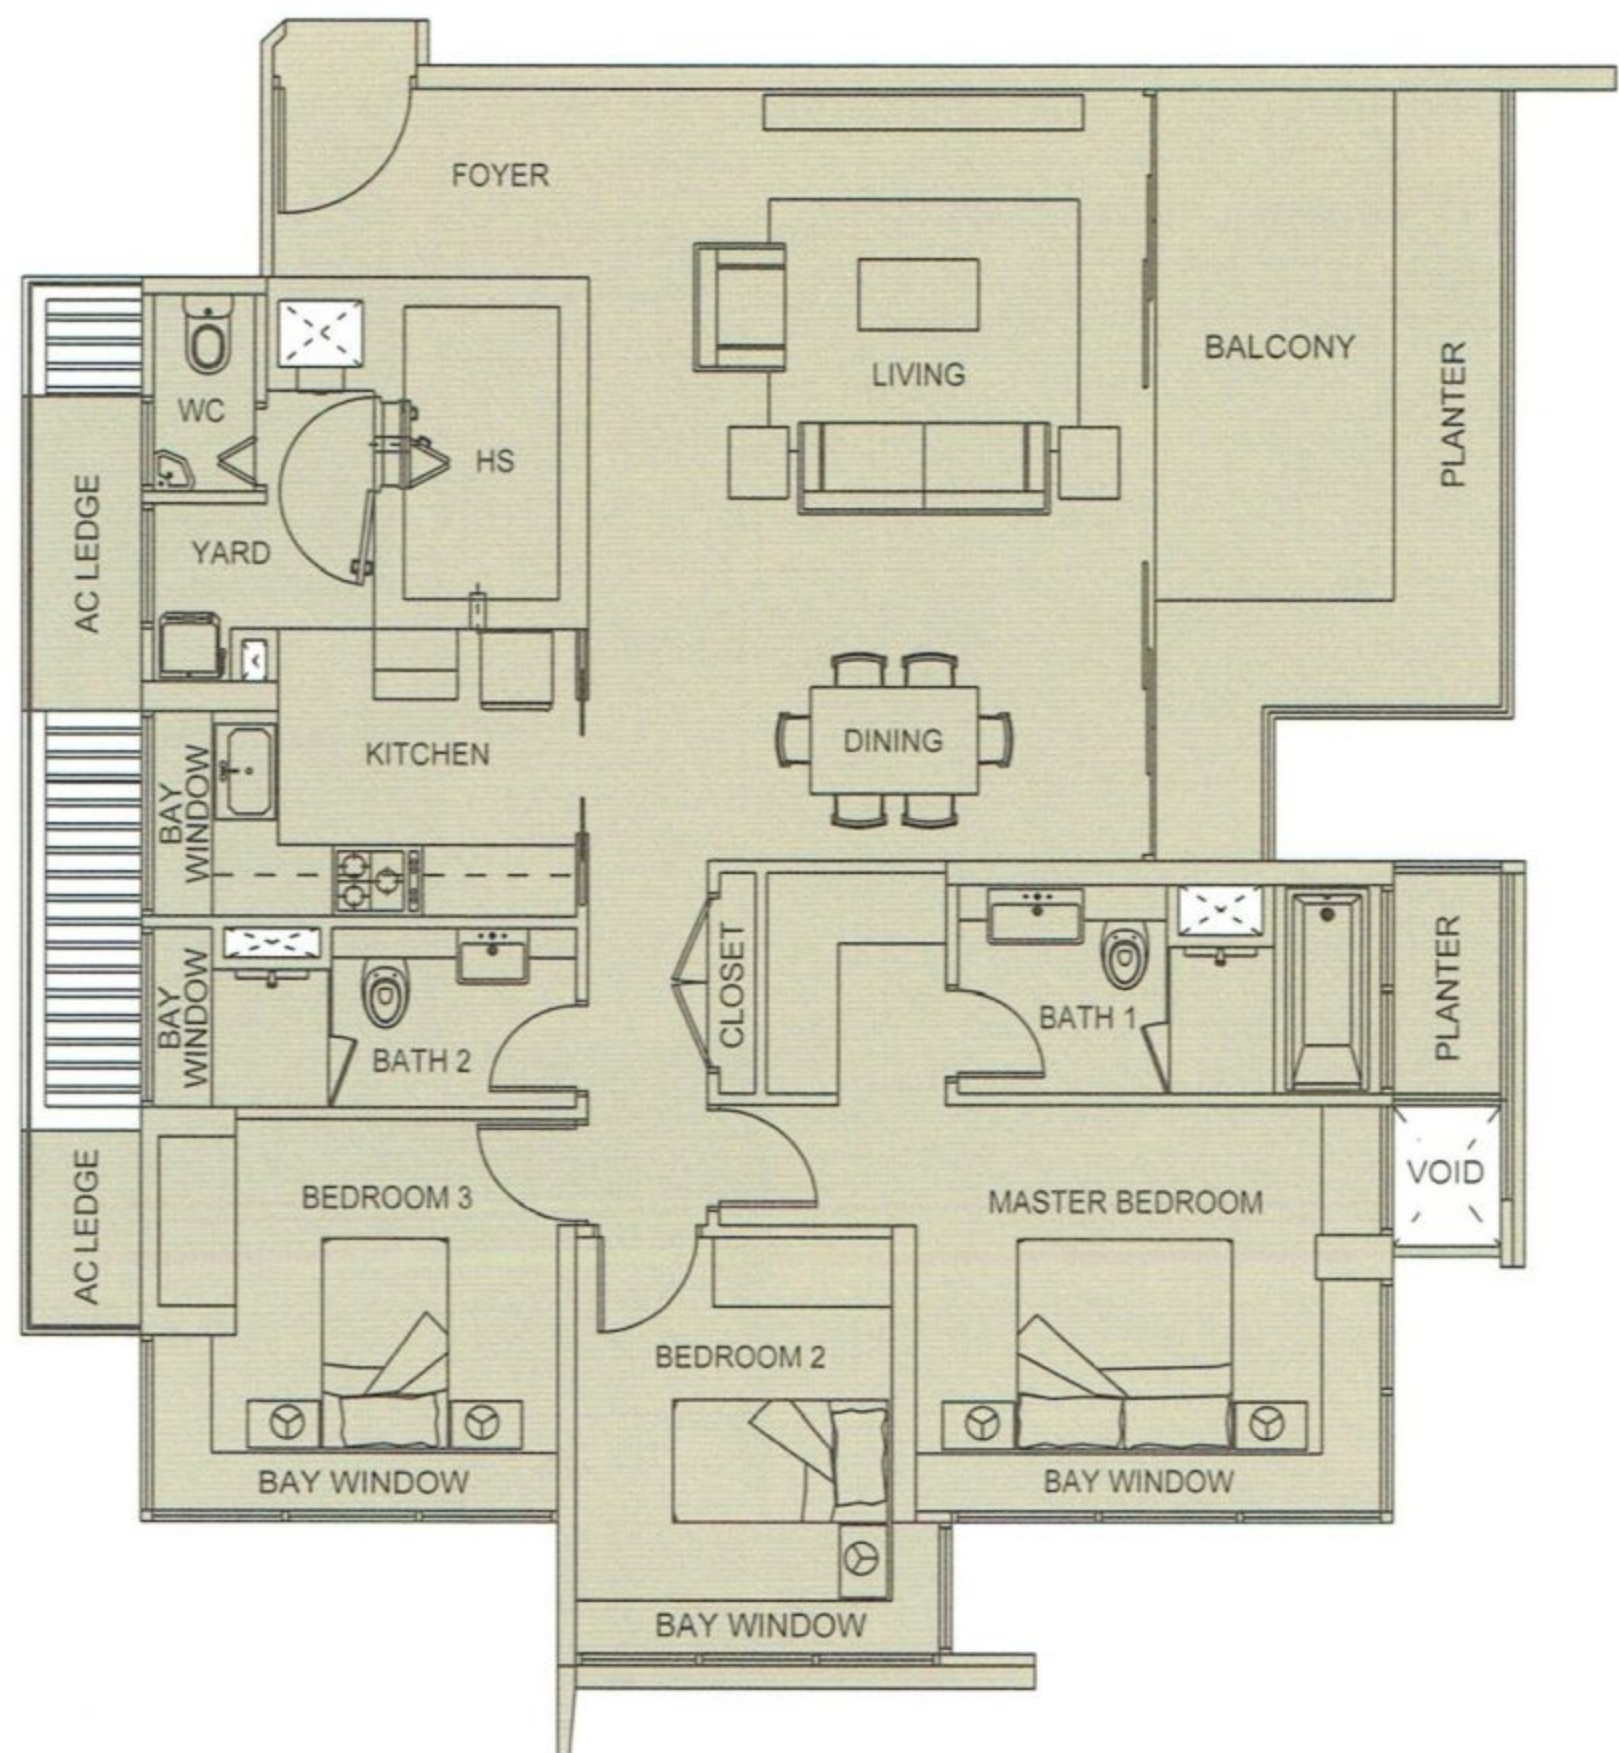 FOYER
BALCONY
PLANTER
LIVING
WC
HS
AC LEDGE
YARD
DINING
KITCHEN
BAY
WINDOW
CLOSET
PLANTER
BAY
WINDOW
BATH 1
BATH 2
VOID
AC LEDGE
BEDROOM 3
MASTER BEDROOM
BEDROOM 2
BAY WINDOW
BAY WINDOW
BAY WINDOW